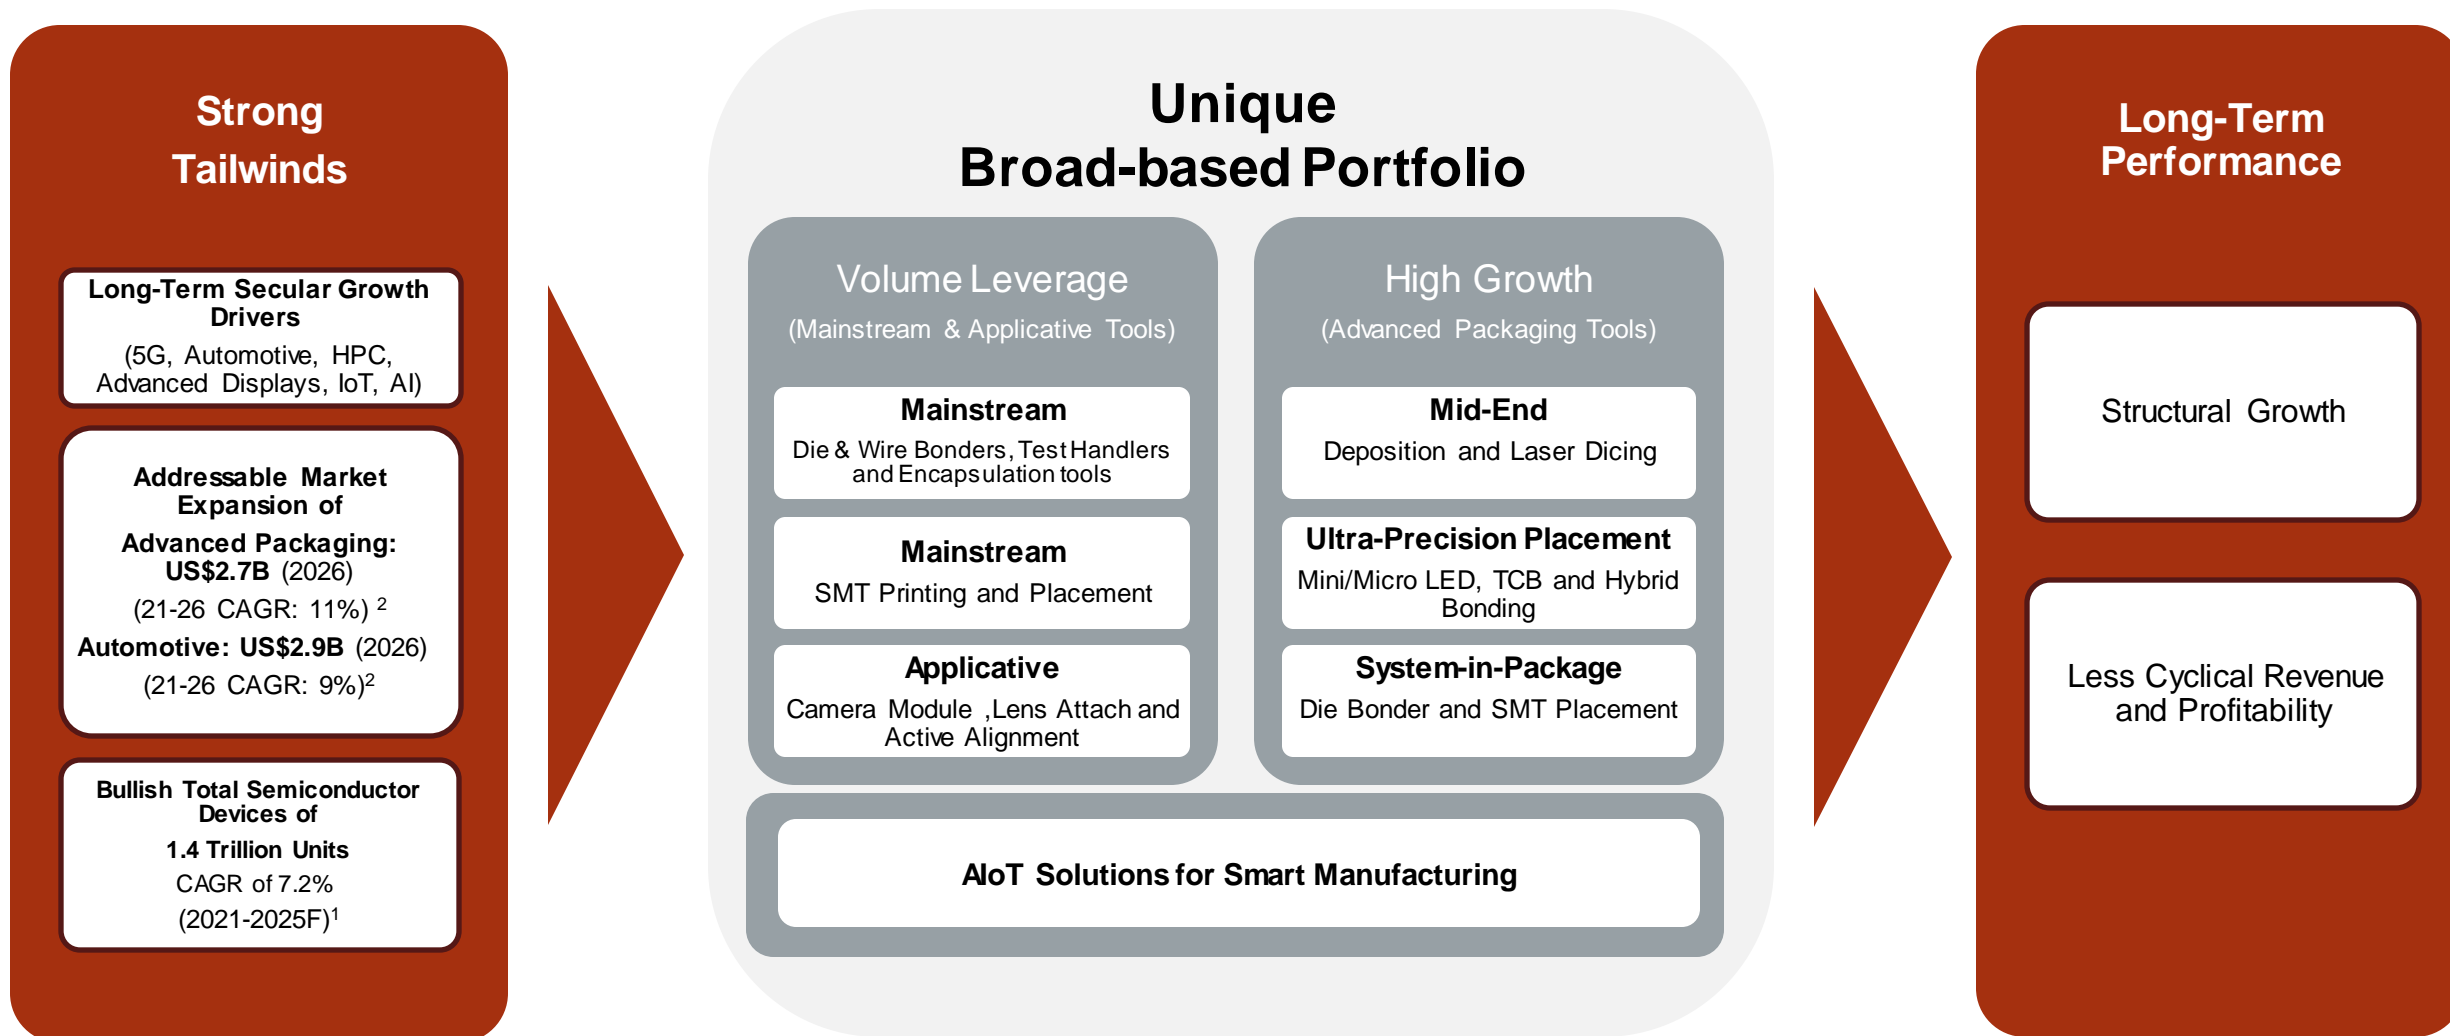 Strong
Tailwinds
Long-Term Secular Growth
Drivers
(5G, Automotive, HPC,
Advanced Displays, IoT, AI)
Addressable Market
Expansion of
Advanced Packaging:
US$2.7B (2026)
(21-26 CAGR: 11%) 2
Automotive: US$2.9B (2026)
(21-26 CAGR: 9%)2
Bullish Total Semiconductor
Devices of
1.4 Trillion Units
CAGR of 7.2%
(2021-2025F)1
Unique
Broad-based Portfolio
Volume Leverage
(Mainstream & Applicative Tools)
Mainstream
Die & Wire Bonders, Test Handlers
and Encapsulation tools
Mainstream
SMT Printing and Placement
Applicative
Camera Module ,Lens Attach and
Active Alignment
High Growth
(Advanced Packaging Tools)
Mid-End
Deposition and Laser Dicing
Ultra-Precision Placement
Mini/Micro LED, TCB and Hybrid
Bonding
System-in-Package
Die Bonder and SMT Placement
AIoT Solutions for Smart Manufacturing
Long-Term
Performance
Structural Growth
Less Cyclical Revenue
and Profitability